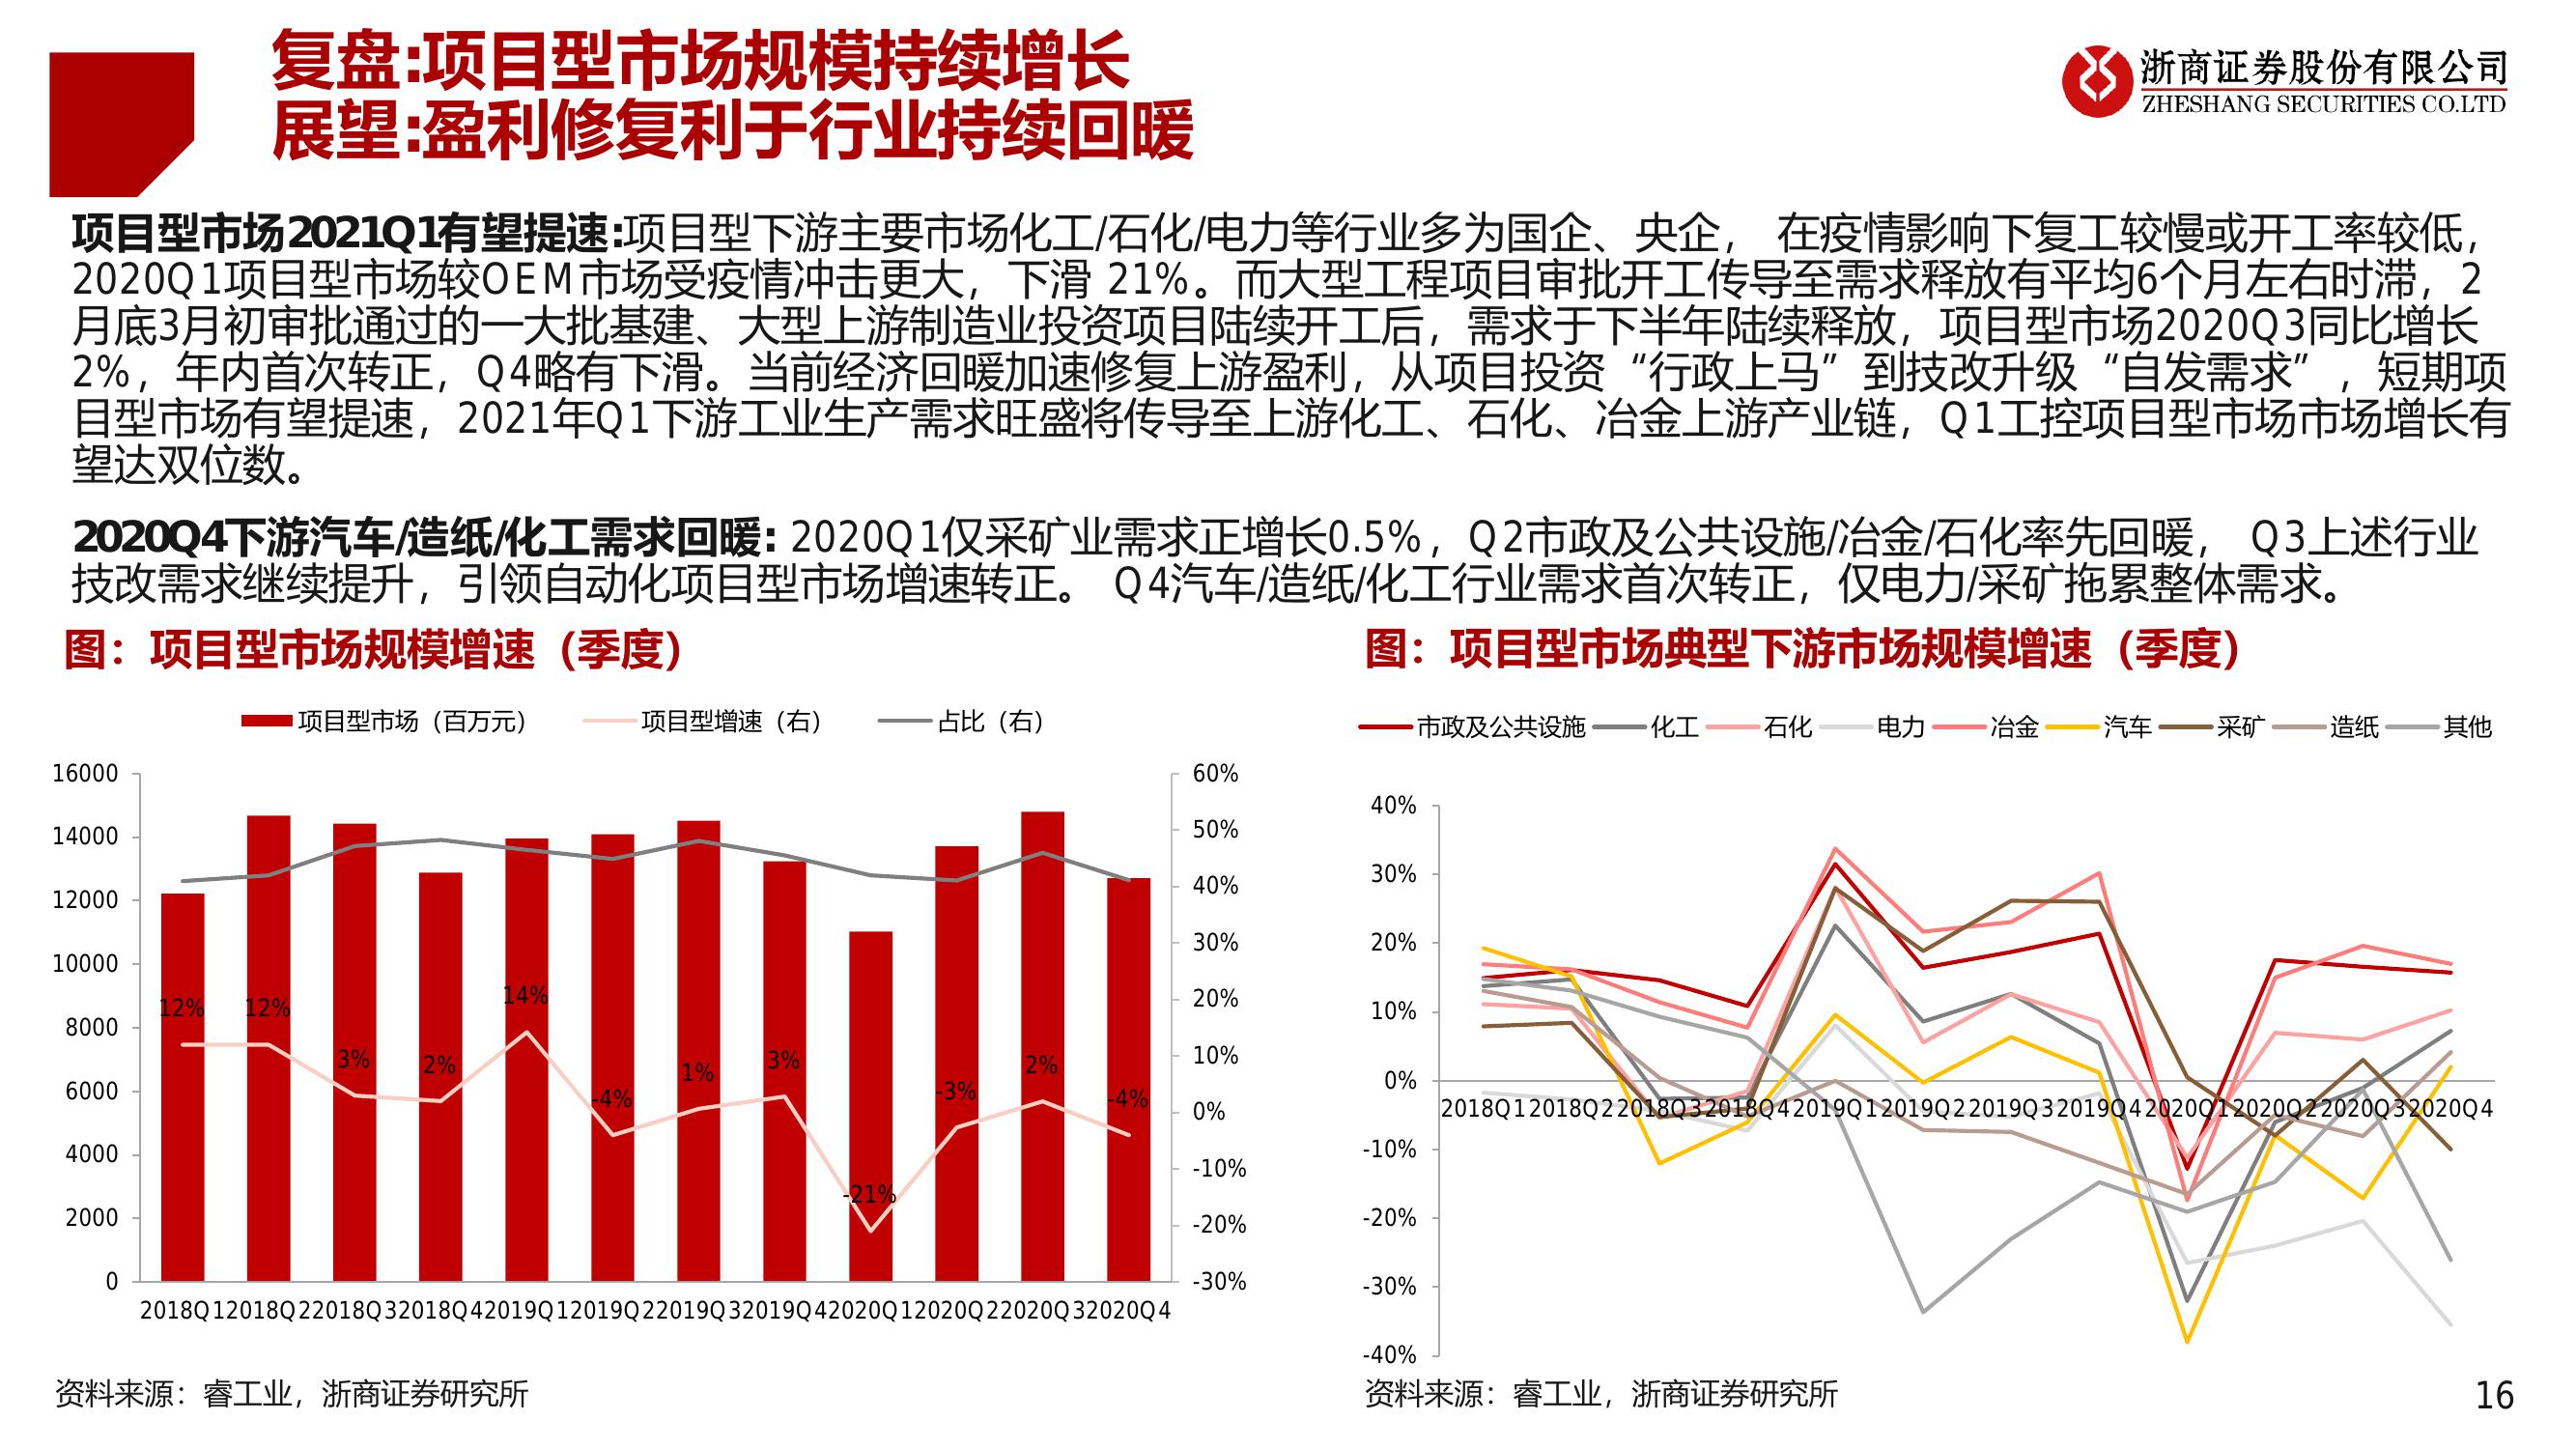 复盘:项目型市场规模持续增长
展望:盈利修复利于行业持续回暖
浙商证券股份有限公司
ZHESHANG SECURITIES CO.LTD
项目型市场2021Q1有望提速:项目型下游主要市场化工/石化/电力等行业多为国企、央企， 在疫情影响下复工较慢或开工率较低，
2020Q1项目型市场较OEM市场受疫情冲击更大，下滑 21%。而大型工程项目审批开工传导至需求释放有平均6个月左右时滞，2
月底3月初审批通过的一大批基建、大型上游制造业投资项目陆续开工后，需求于下半年陆续释放，项目型市场2020Q3同比增长
2%，年内首次转正，Q4略有下滑。当前经济回暖加速修复上游盈利，从项目投资“行政上马”到技改升级“自发需求”，短期项
目型市场有望提速，2021年Q1下游工业生产需求旺盛将传导至上游化工、石化、冶金上游产业链，Q1工控项目型市场市场增长有
望达双位数。
2020Q4下游汽车/造纸/化工需求回暖: 2020Q1仅采矿业需求正增长0.5%，Q2市政及公共设施/冶金/石化率先回暖， Q3上述行业
技改需求继续提升，引领自动化项目型市场增速转正。 Q4汽车/造纸/化工行业需求首次转正，仅电力/采矿拖累整体需求。
图：项目型市场规模增速（季度）
项目型市场（百万元） 项目型增速（右） 占比（右）
16000
14000
12000
10000
8000
6000
4000
2000
0
60%
50%
40%
30%
20%
10%
0%
-10%
-20%
-30%
12% 12% 3% 2% 14% -4% 1% 3% -21% -3% 2% -4%
2018Q1 2018Q2 2018Q3 2018Q4 2019Q1 2019Q2 2019Q3 2019Q4 2020Q1 2020Q2 2020Q3 2020Q4
资料来源：睿工业，浙商证券研究所
图：项目型市场典型下游市场规模增速（季度）
市政及公共设施 化工 石化 电力 冶金 汽车 采矿 造纸 其他
40%
30%
20%
10%
0%
-10%
-20%
-30%
-40%
2018Q1 2018Q2 2018Q3 2018Q4 2019Q1 2019Q2 2019Q3 2019Q4 2020Q1 2020Q2 2020Q3 2020Q4
资料来源：睿工业，浙商证券研究所
16